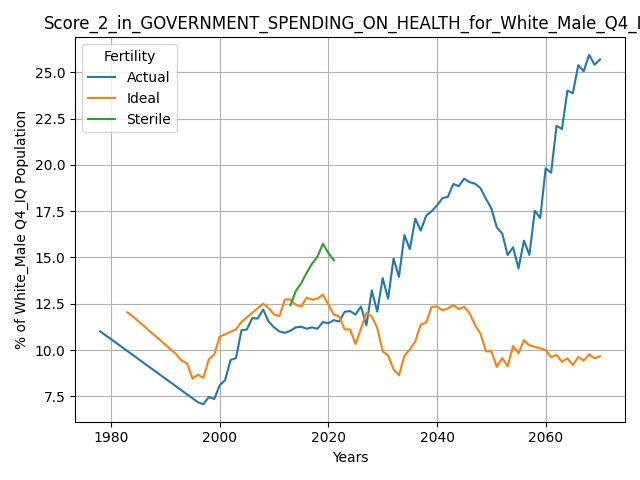 Score_2_in_GOVERNMENT_SPENDING_ON_HEALTH_for_White_Male_Q4_I
Fertility
Actual
Ideal
Sterile
% of White_Male Q4_IQ Population
25.0
22.5
20.0
17.5
15.0
12.5
10.0
7.5
1980 2000 2020 2040 2060
Years